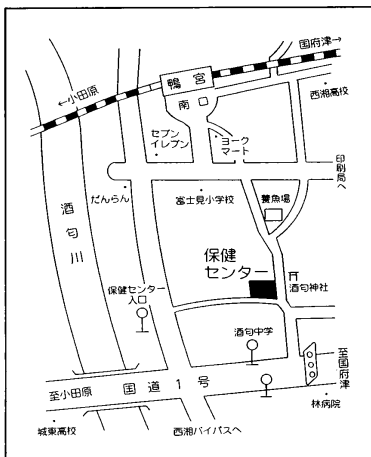 国府津→
鴨宮
←小田原
南
西湘高校
セブン
イレブン
ヨーク
マート
印刷局へ
だんらん
富士見小学校
養魚場
酒匂川
保健
センター
保健センター
入口
酒匂神社
酒匂中学
至国府津
至小田原
国道1号
林病院
城東高校
西湘バイパスへ